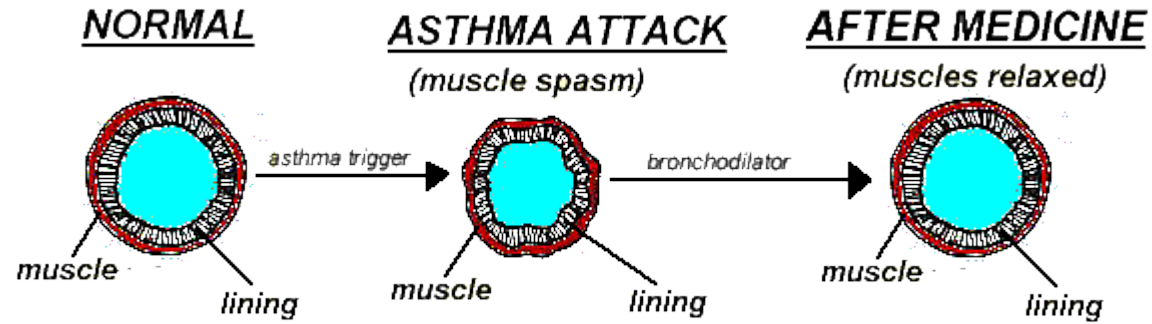 NORMAL
ASTHMA ATTACK
(muscle spasm)
AFTER MEDICINE
(muscles relaxed)
asthma trigger
bronchodilator
muscle
lining
muscle
lining
muscle
lining